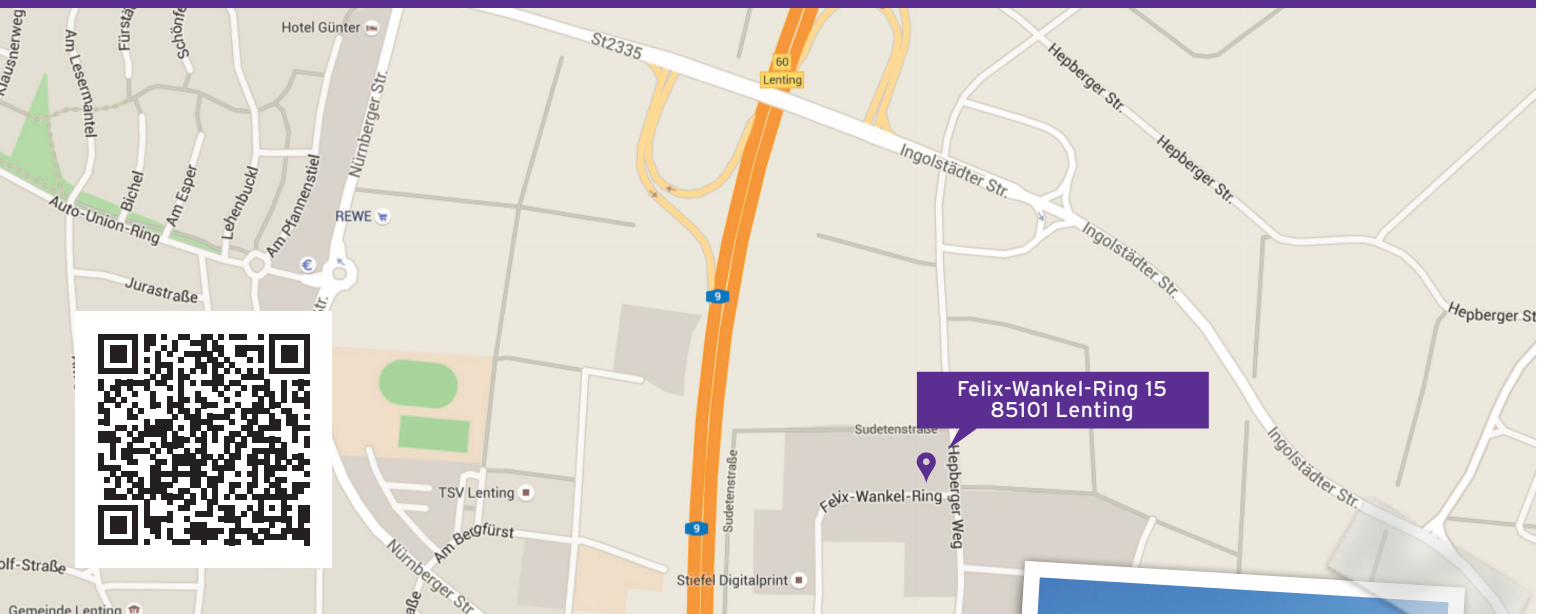 Klausnerweg
Am Lesermantel
Fürstä
Schönfe
Hotel Günter
Nürnberger Str.
St2335
60
Lenting
Hepberger Str.
Hepberger Str.
Ingolstädter Str.
Bichel
Am Esper
Lehenbuckl
Am Pfannenstiel
Auto-Union-Ring
REWE
€
Ingolstädter Str.
Jurastraße
tr.
9
Hepberger St
Felix-Wankel-Ring 15
85101 Lenting
Sudetenstraße
Hepberger Weg
Ingolstädter Str.
Sudetenstraße
TSV Lenting
Felix-Wankel-Ring
9
Am Bergfürst
Nürnberger Str.
olf-Straße
aße
Stiefel Digitalprint
Gemeinde Lenting